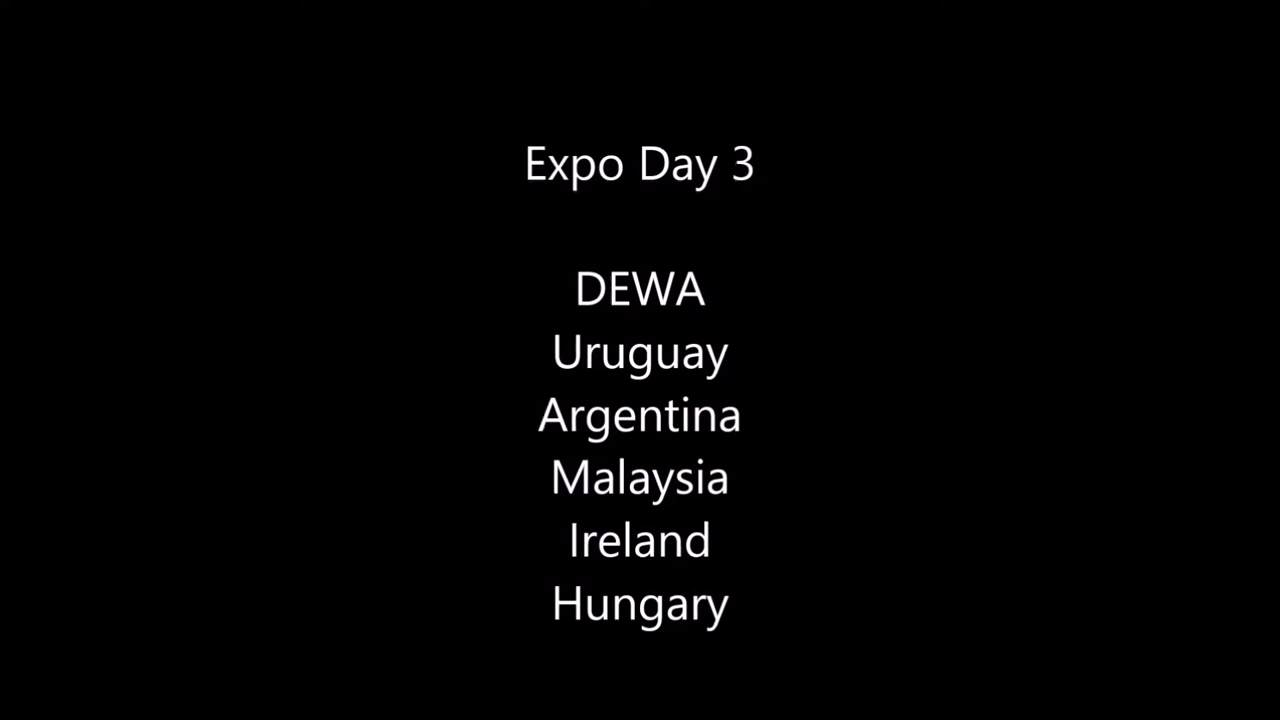 Expo Day 3
DEWA
Uruguay
Argentina
Malaysia
Ireland
Hungary